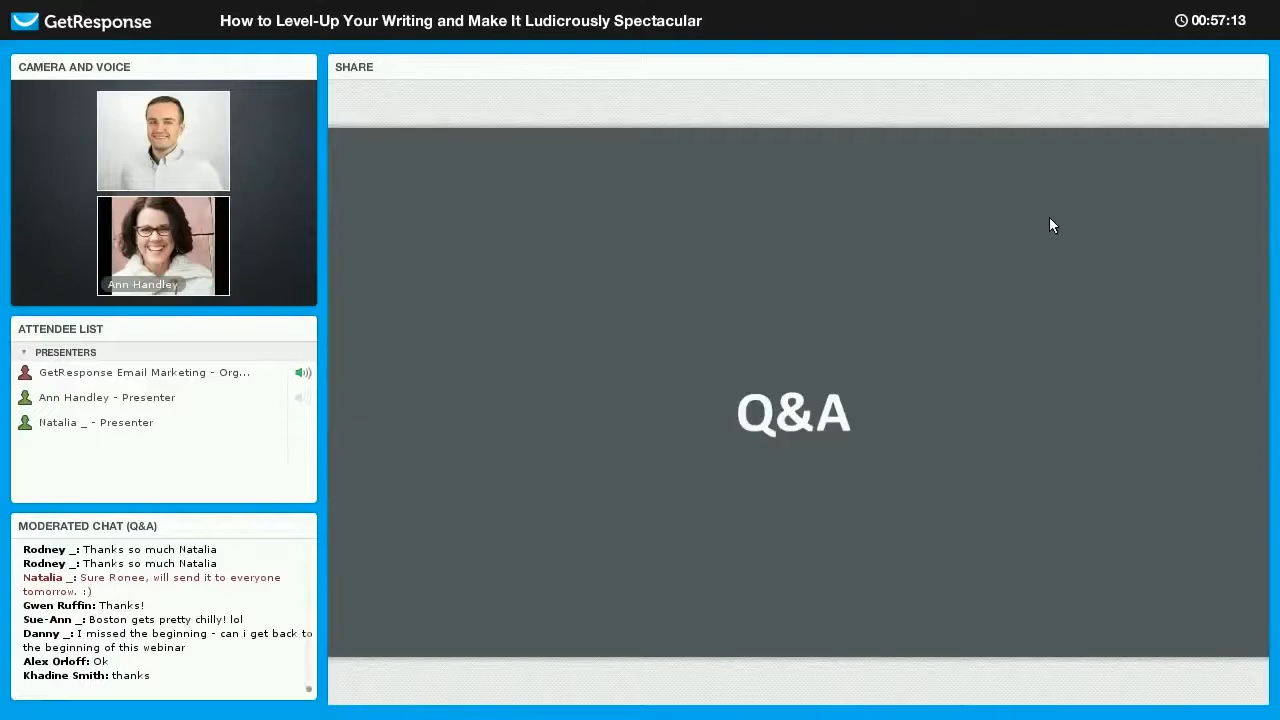 GetResponse
How to Level-Up Your Writing and Make It Ludicrously Spectacular
00:57:13
CAMERA AND VOICE
Ann Handley
ATTENDEE LIST
PRESENTERS
GetResponse Email Marketing - Org...
Ann Handley - Presenter
Natalia _ - Presenter
MODERATED CHAT (Q&A)
Rodney _: Thanks so much Natalia
Rodney _: Thanks so much Natalia
Natalia _: Sure Ronee, will send it to everyone
tomorrow. :)
Gwen Ruffin: Thanks!
Sue-Ann _: Boston gets pretty chilly! lol
Danny _: I missed the beginning - can i get back to
the beginning of this webinar
Alex Orloff: Ok
Khadine Smith: thanks
SHARE
Q&A